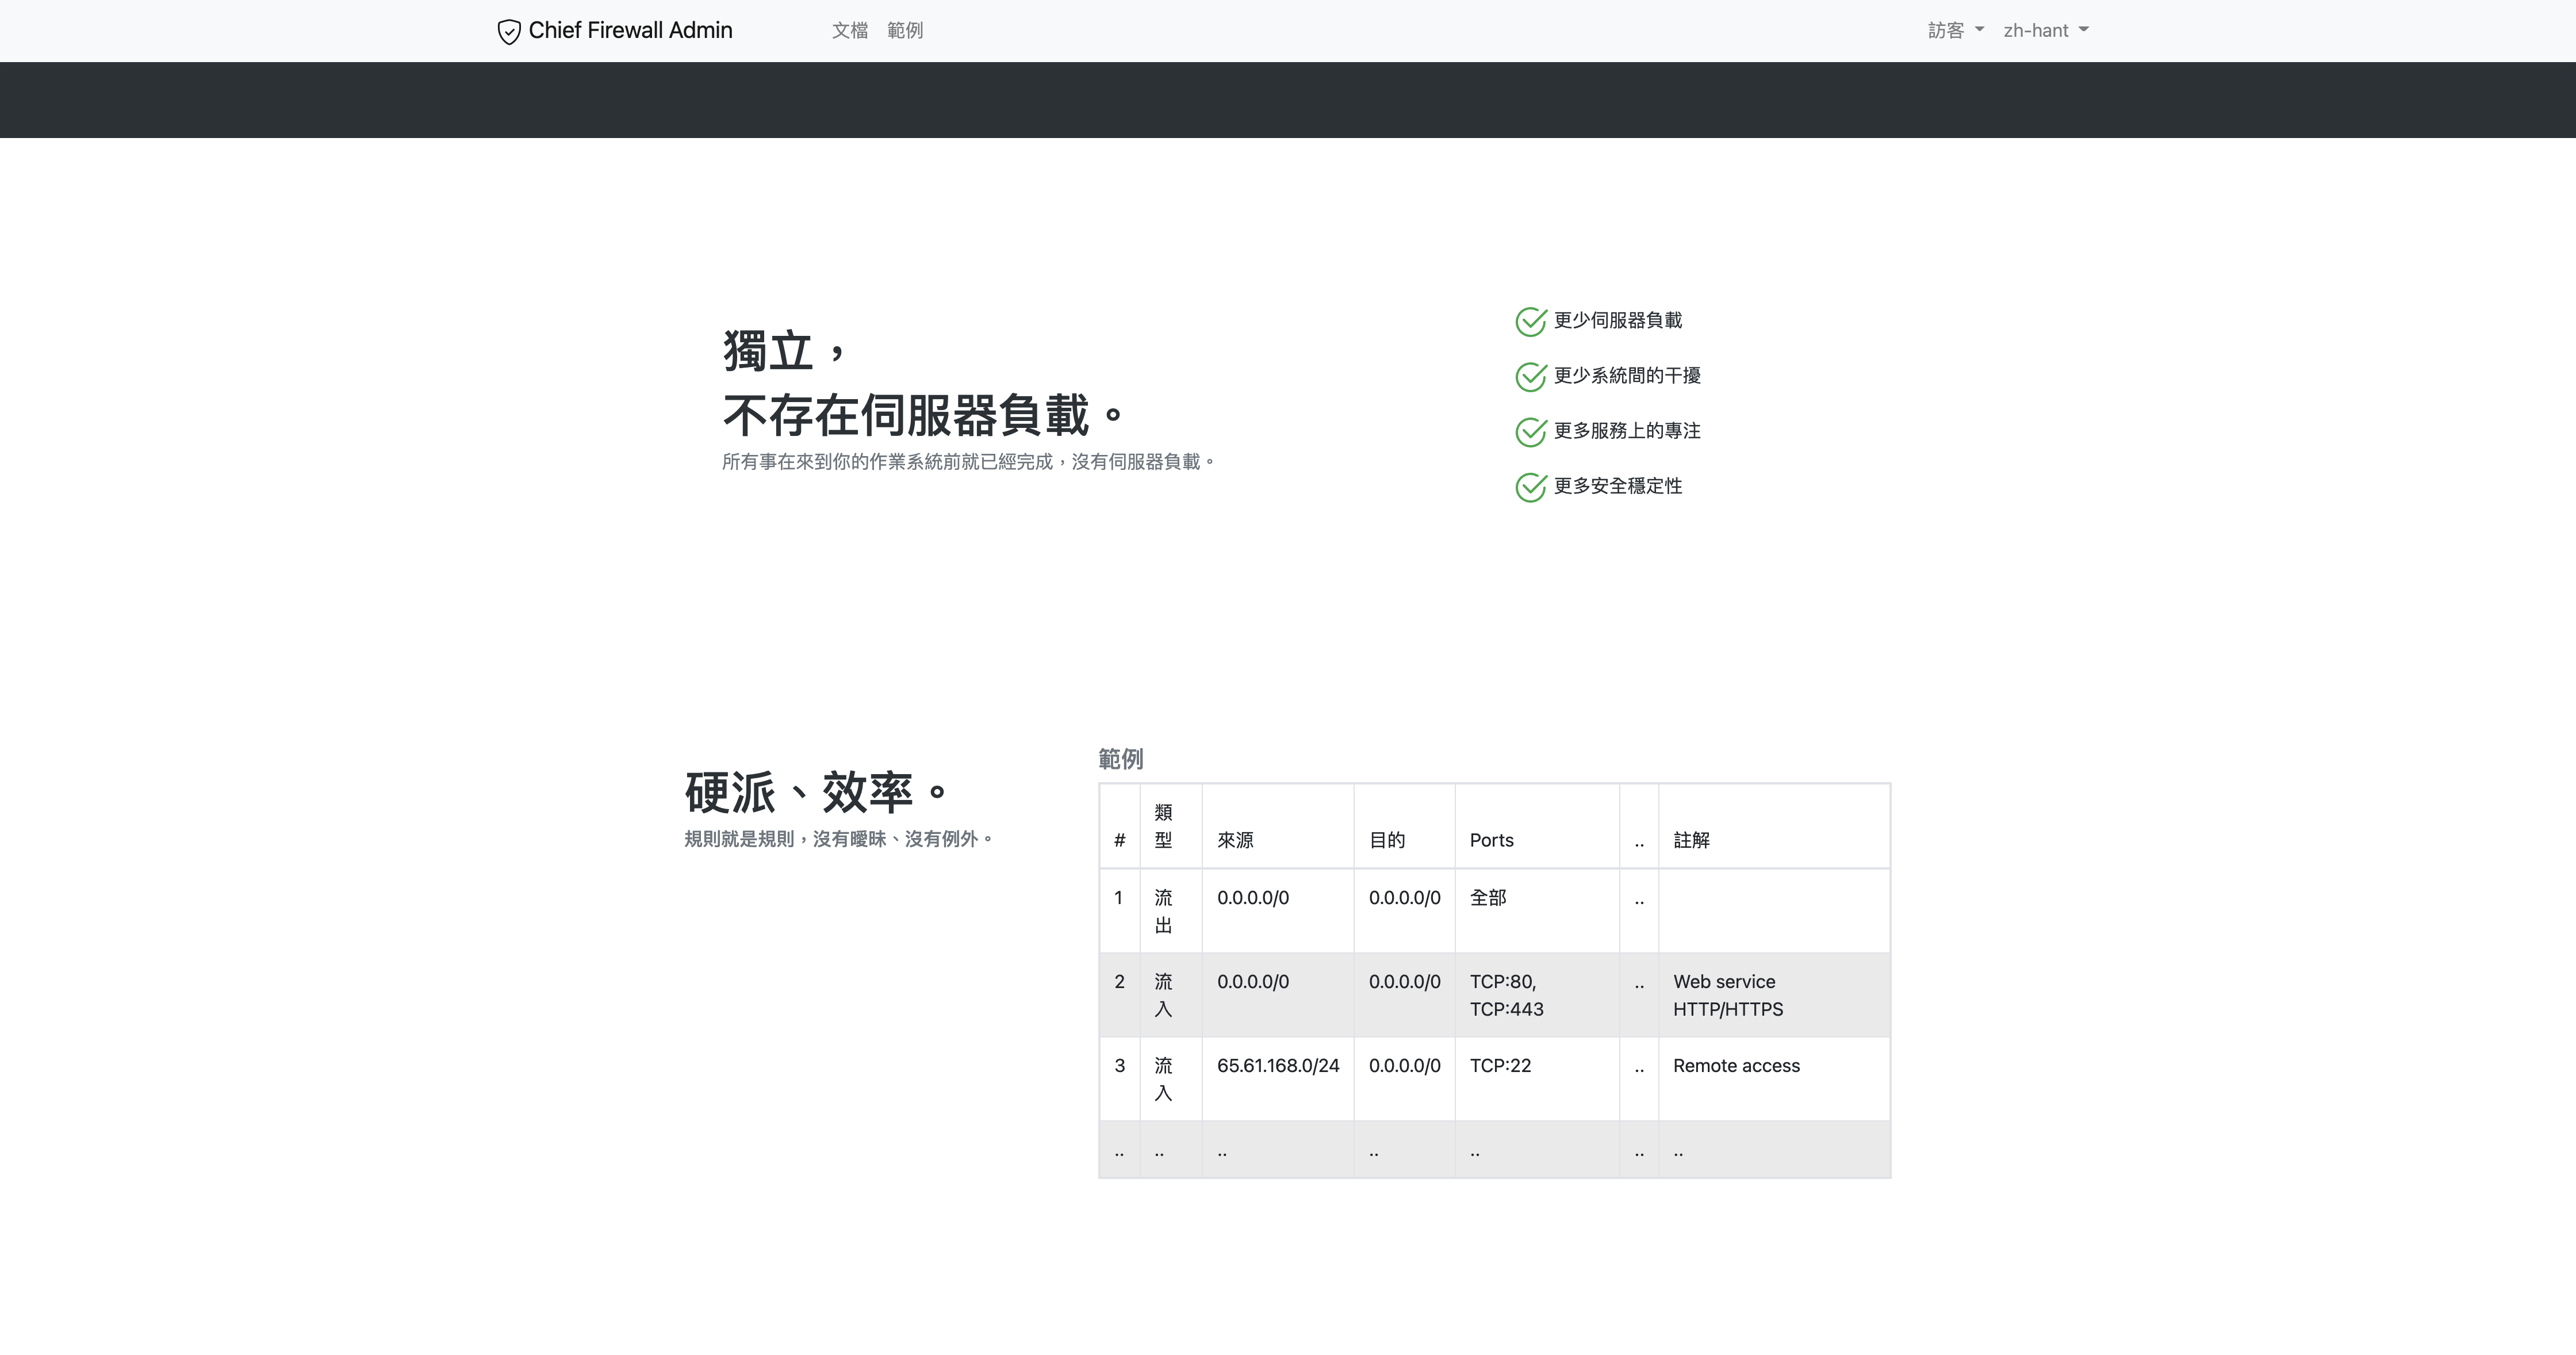 Chief Firewall Admin
文檔 範例
訪客 zh-hant
獨立，
不存在伺服器負載。
所有事在來到你的作業系統前就已經完成，沒有伺服器負載。
更少伺服器負載
更少系統間的干擾
更多服務上的專注
更多安全穩定性
硬派、效率。
規則就是規則，沒有曖昧、沒有例外。
範例
# 類型 來源 目的 Ports .. 註解
1 流出 0.0.0.0/0 0.0.0.0/0 全部 ..
2 流入 0.0.0.0/0 0.0.0.0/0 TCP:80, TCP:443 .. Web service HTTP/HTTPS
3 流入 65.61.168.0/24 0.0.0.0/0 TCP:22 .. Remote access
.. .. .. .. .. .. ..